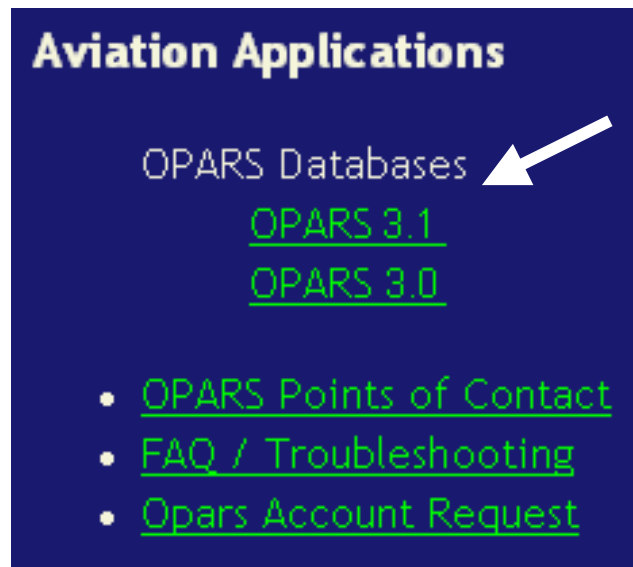 Aviation Applications
OPARS Databases
OPARS 3.1
OPARS 3.0
• OPARS Points of Contact
• FAQ / Troubleshooting
• Opars Account Request